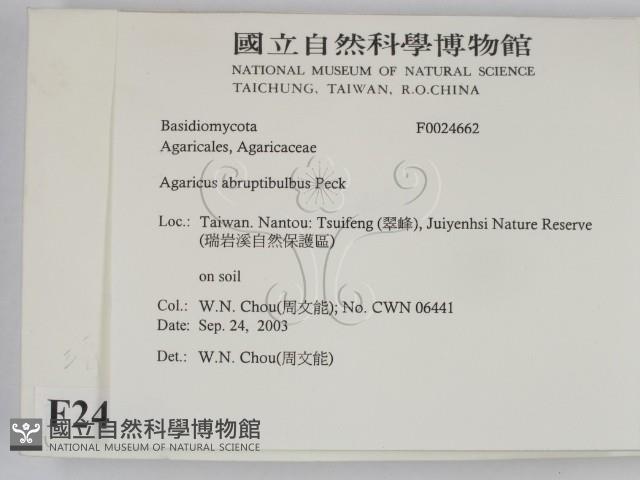 國立自然科學博物館
NATIONAL MUSEUM OF NATURAL SCIENCE
TAICHUNG, TAIWAN, R.O.CHINA
Basidiomycota F0024662
Agaricales, Agaricaceae
Agaricus abruptibulbus Peck
Loc.: Taiwan. Nantou: Tsuifeng (翠峰), Juiyenhsi Nature Reserve
(瑞岩溪自然保護區)
on soil
Col.: W.N. Chou(周文能); No. CWN 06441
Date: Sep. 24, 2003
Det.: W.N. Chou(周文能)
F24
國立自然科學博物館
NATIONAL MUSEUM OF NATURAL SCIENCE